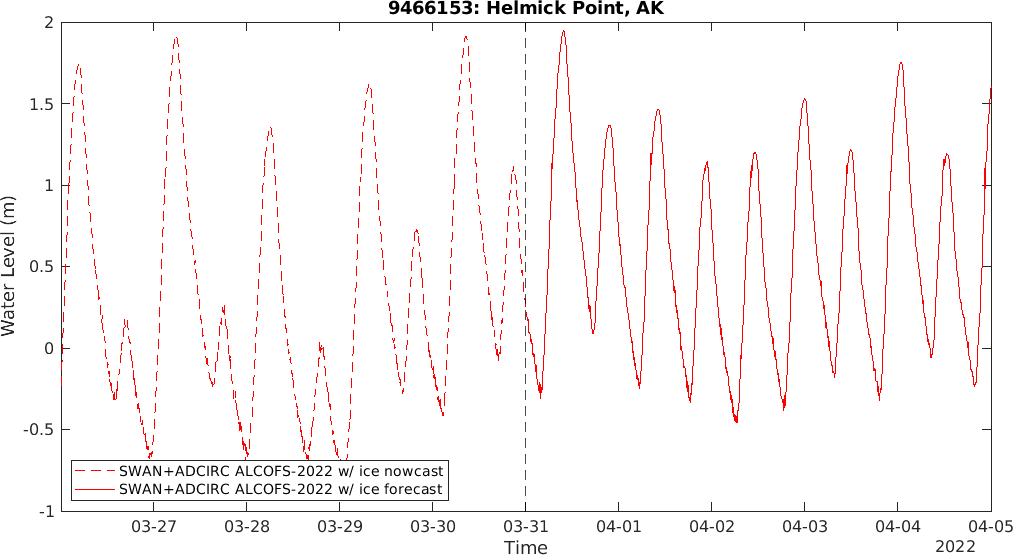 9466153: Helmick Point, AK
Water Level (m)
2
1.5
1
0.5
0
-0.5
-1
SWAN+ADCIRC ALCOFS-2022 w/ ice nowcast
SWAN+ADCIRC ALCOFS-2022 w/ ice forecast
03-27 03-28 03-29 03-30 03-31 04-01 04-02 04-03 04-04 04-05
Time
2022